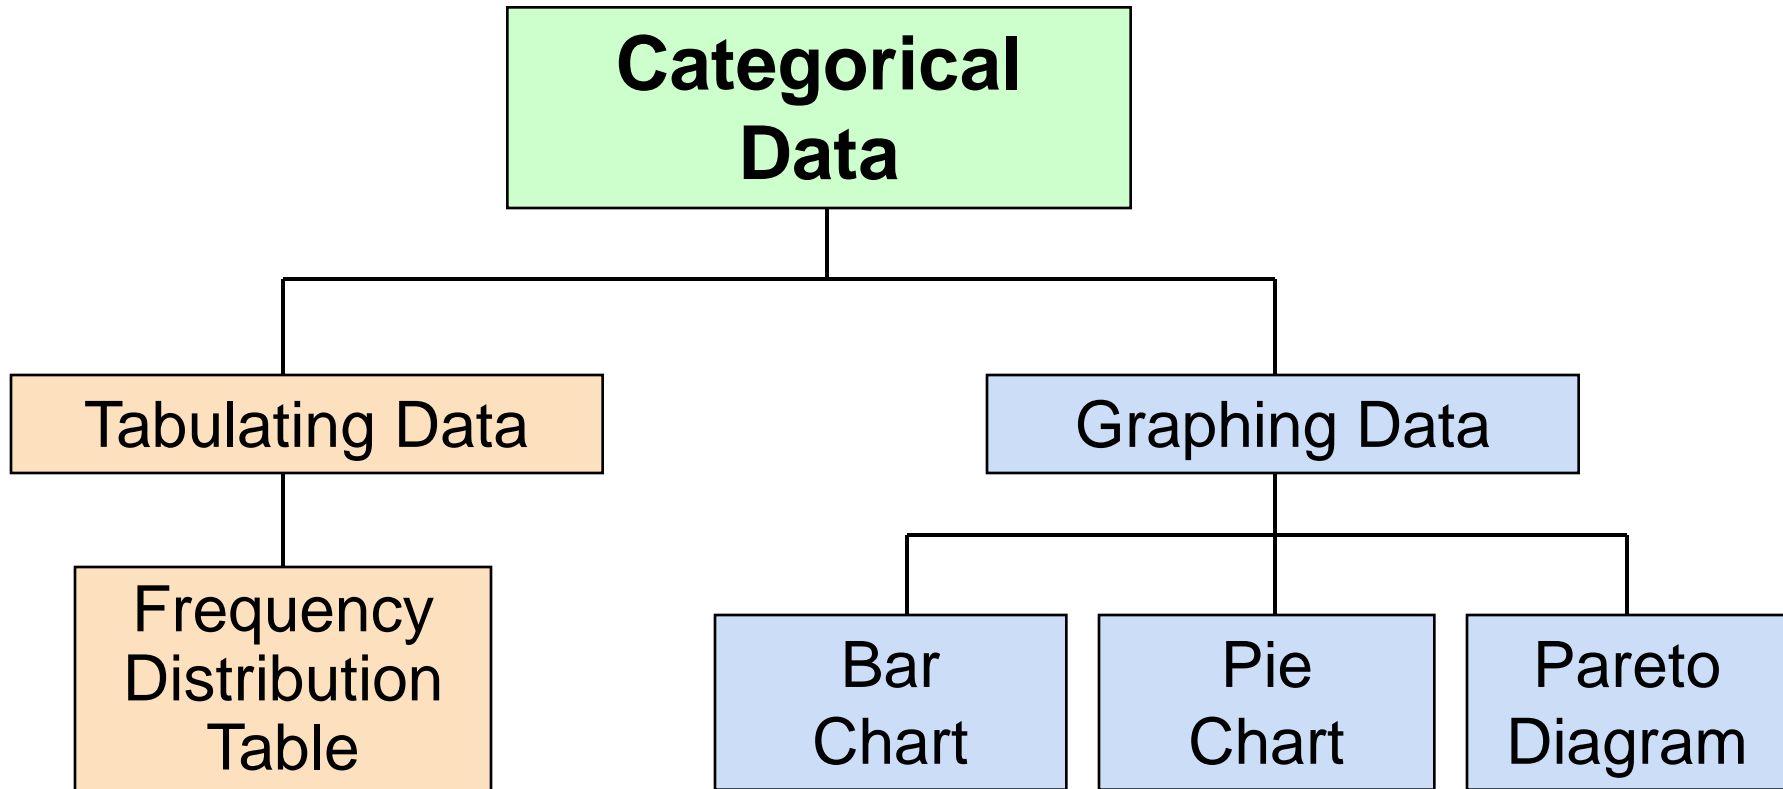 Categorical
Data
Tabulating Data
Graphing Data
Frequency
Distribution
Table
Bar
Chart
Pie
Chart
Pareto
Diagram